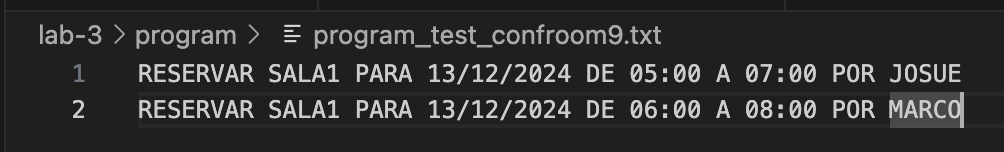 lab-3 > program > program_test_confroom9.txt
1 RESERVAR SALA1 PARA 13/12/2024 DE 05:00 A 07:00 POR JOSUE
2 RESERVAR SALA1 PARA 13/12/2024 DE 06:00 A 08:00 POR MARCO